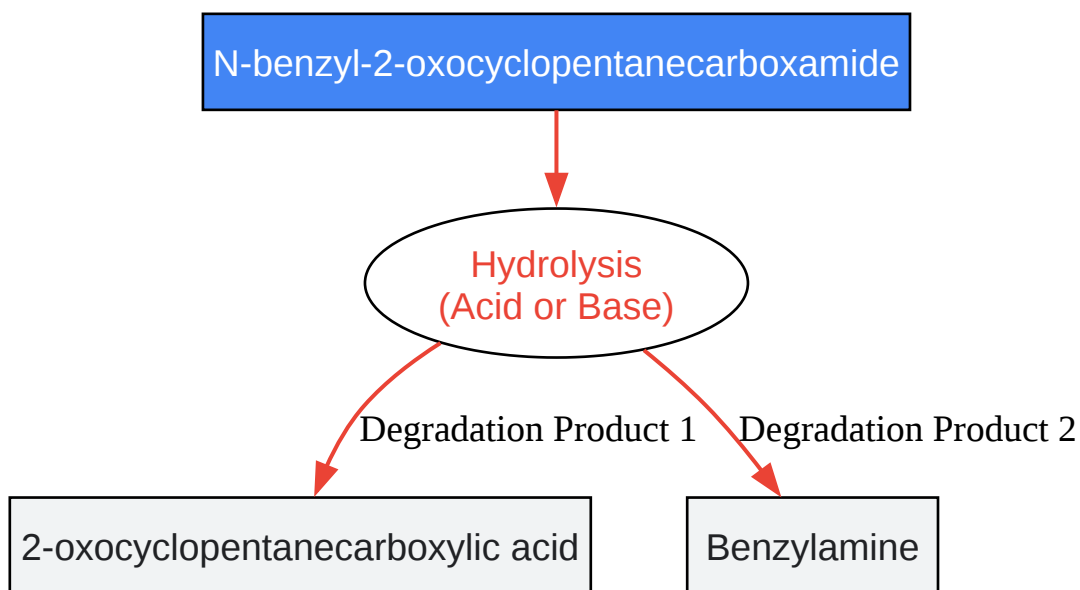 N-benzyl-2-oxocyclopentanecarboxamide
Hydrolysis
(Acid or Base)
Degradation Product 1
Degradation Product 2
2-oxocyclopentanecarboxylic acid
Benzylamine